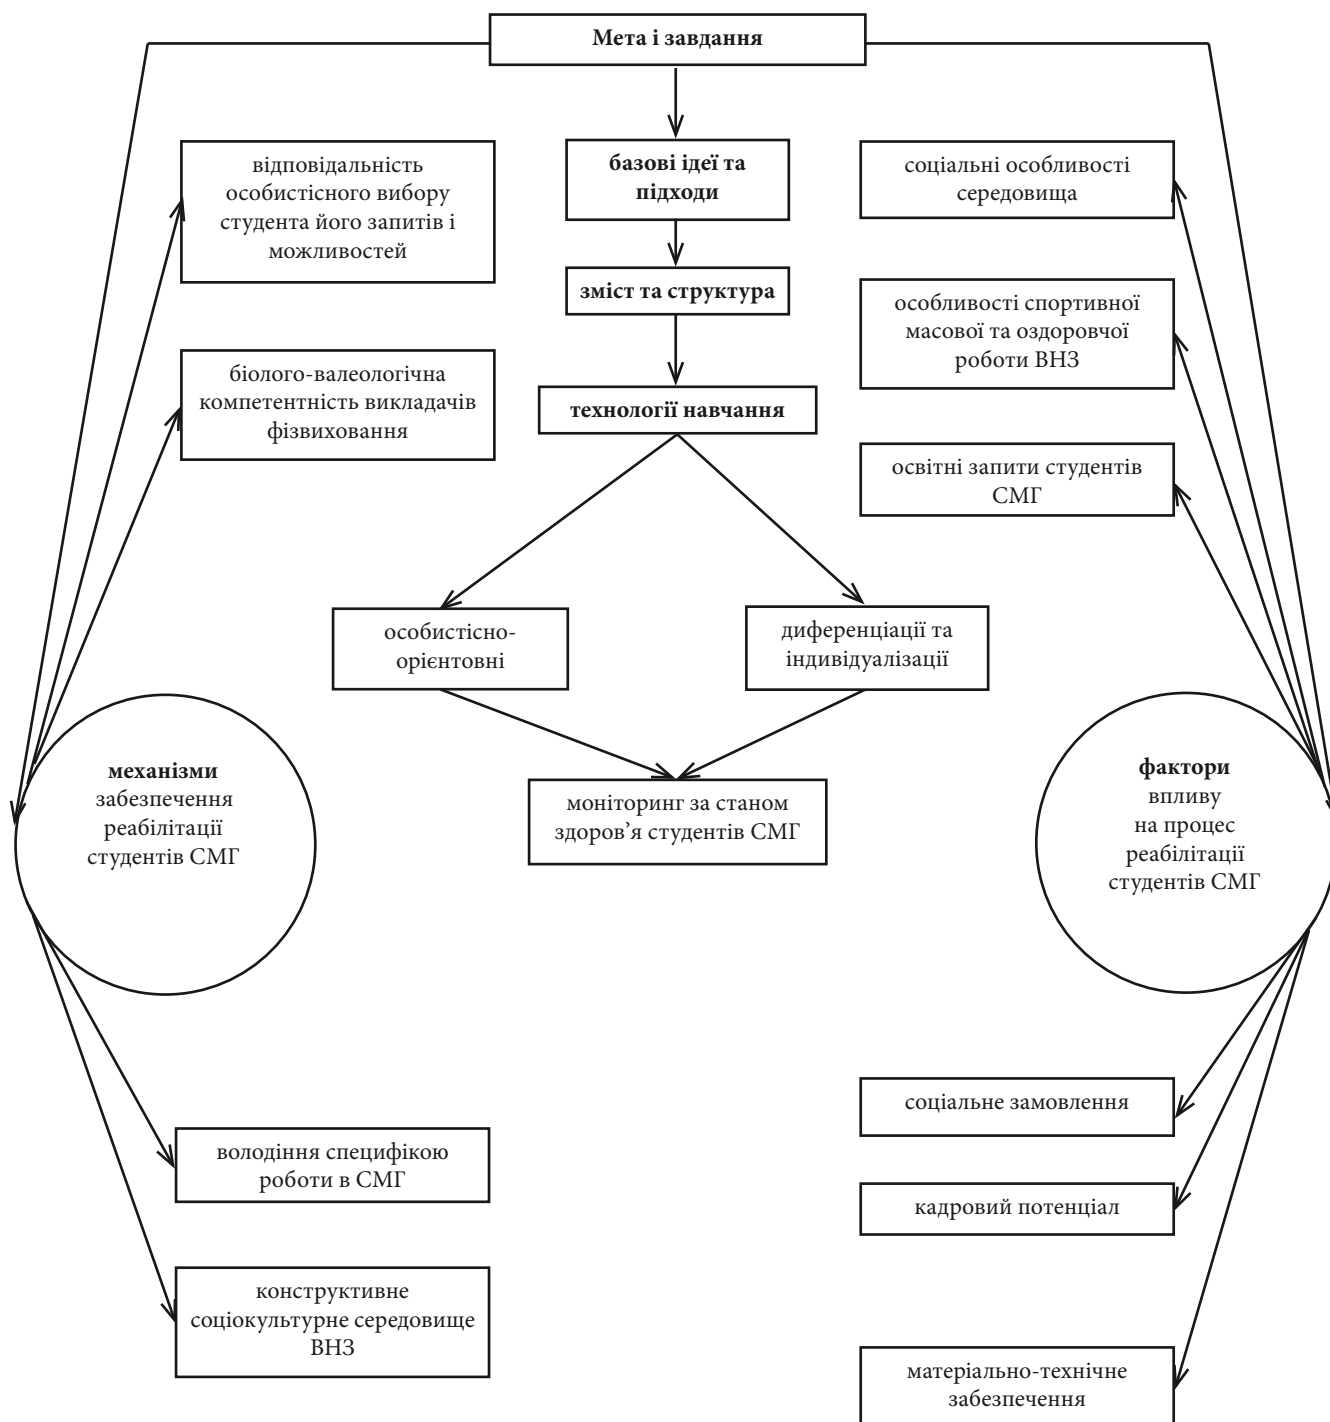 Мета і завдання
відповідальність
особистісного вибору
студента його запитів і
можливостей
базові ідеї та
підходи
соціальні особливості
середовища
зміст та структура
особливості спортивної
масової та оздоровчої
роботи ВНЗ
біолого-валеологічна
компетентність викладачів
фізвиховання
технології навчання
освітні запити студентів
СМГ
особистісно-
орієнтовні
диференціації та
індивідуалізації
механізми
забезпечення
реабілітації
студентів СМГ
моніторинг за станом
здоров’я студентів СМГ
фактори
впливу
на процес
реабілітації
студентів СМГ
соціальне замовлення
володіння специфікою
роботи в СМГ
кадровий потенціал
конструктивне
соціокультурне середовище
ВНЗ
матеріально-технічне
забезпечення